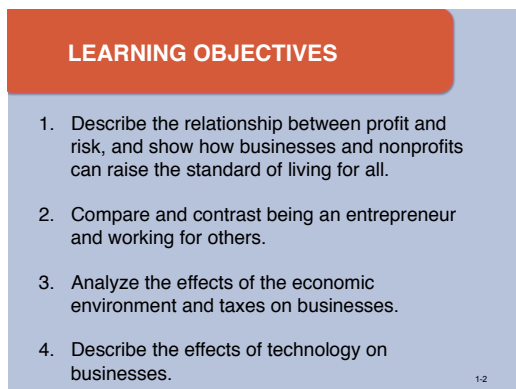 LEARNING OBJECTIVES
1. Describe the relationship between profit and
risk, and show how businesses and nonprofits
can raise the standard of living for all.
2. Compare and contrast being an entrepreneur
and working for others.
3. Analyze the effects of the economic
environment and taxes on businesses.
4. Describe the effects of technology on
businesses.
1-2